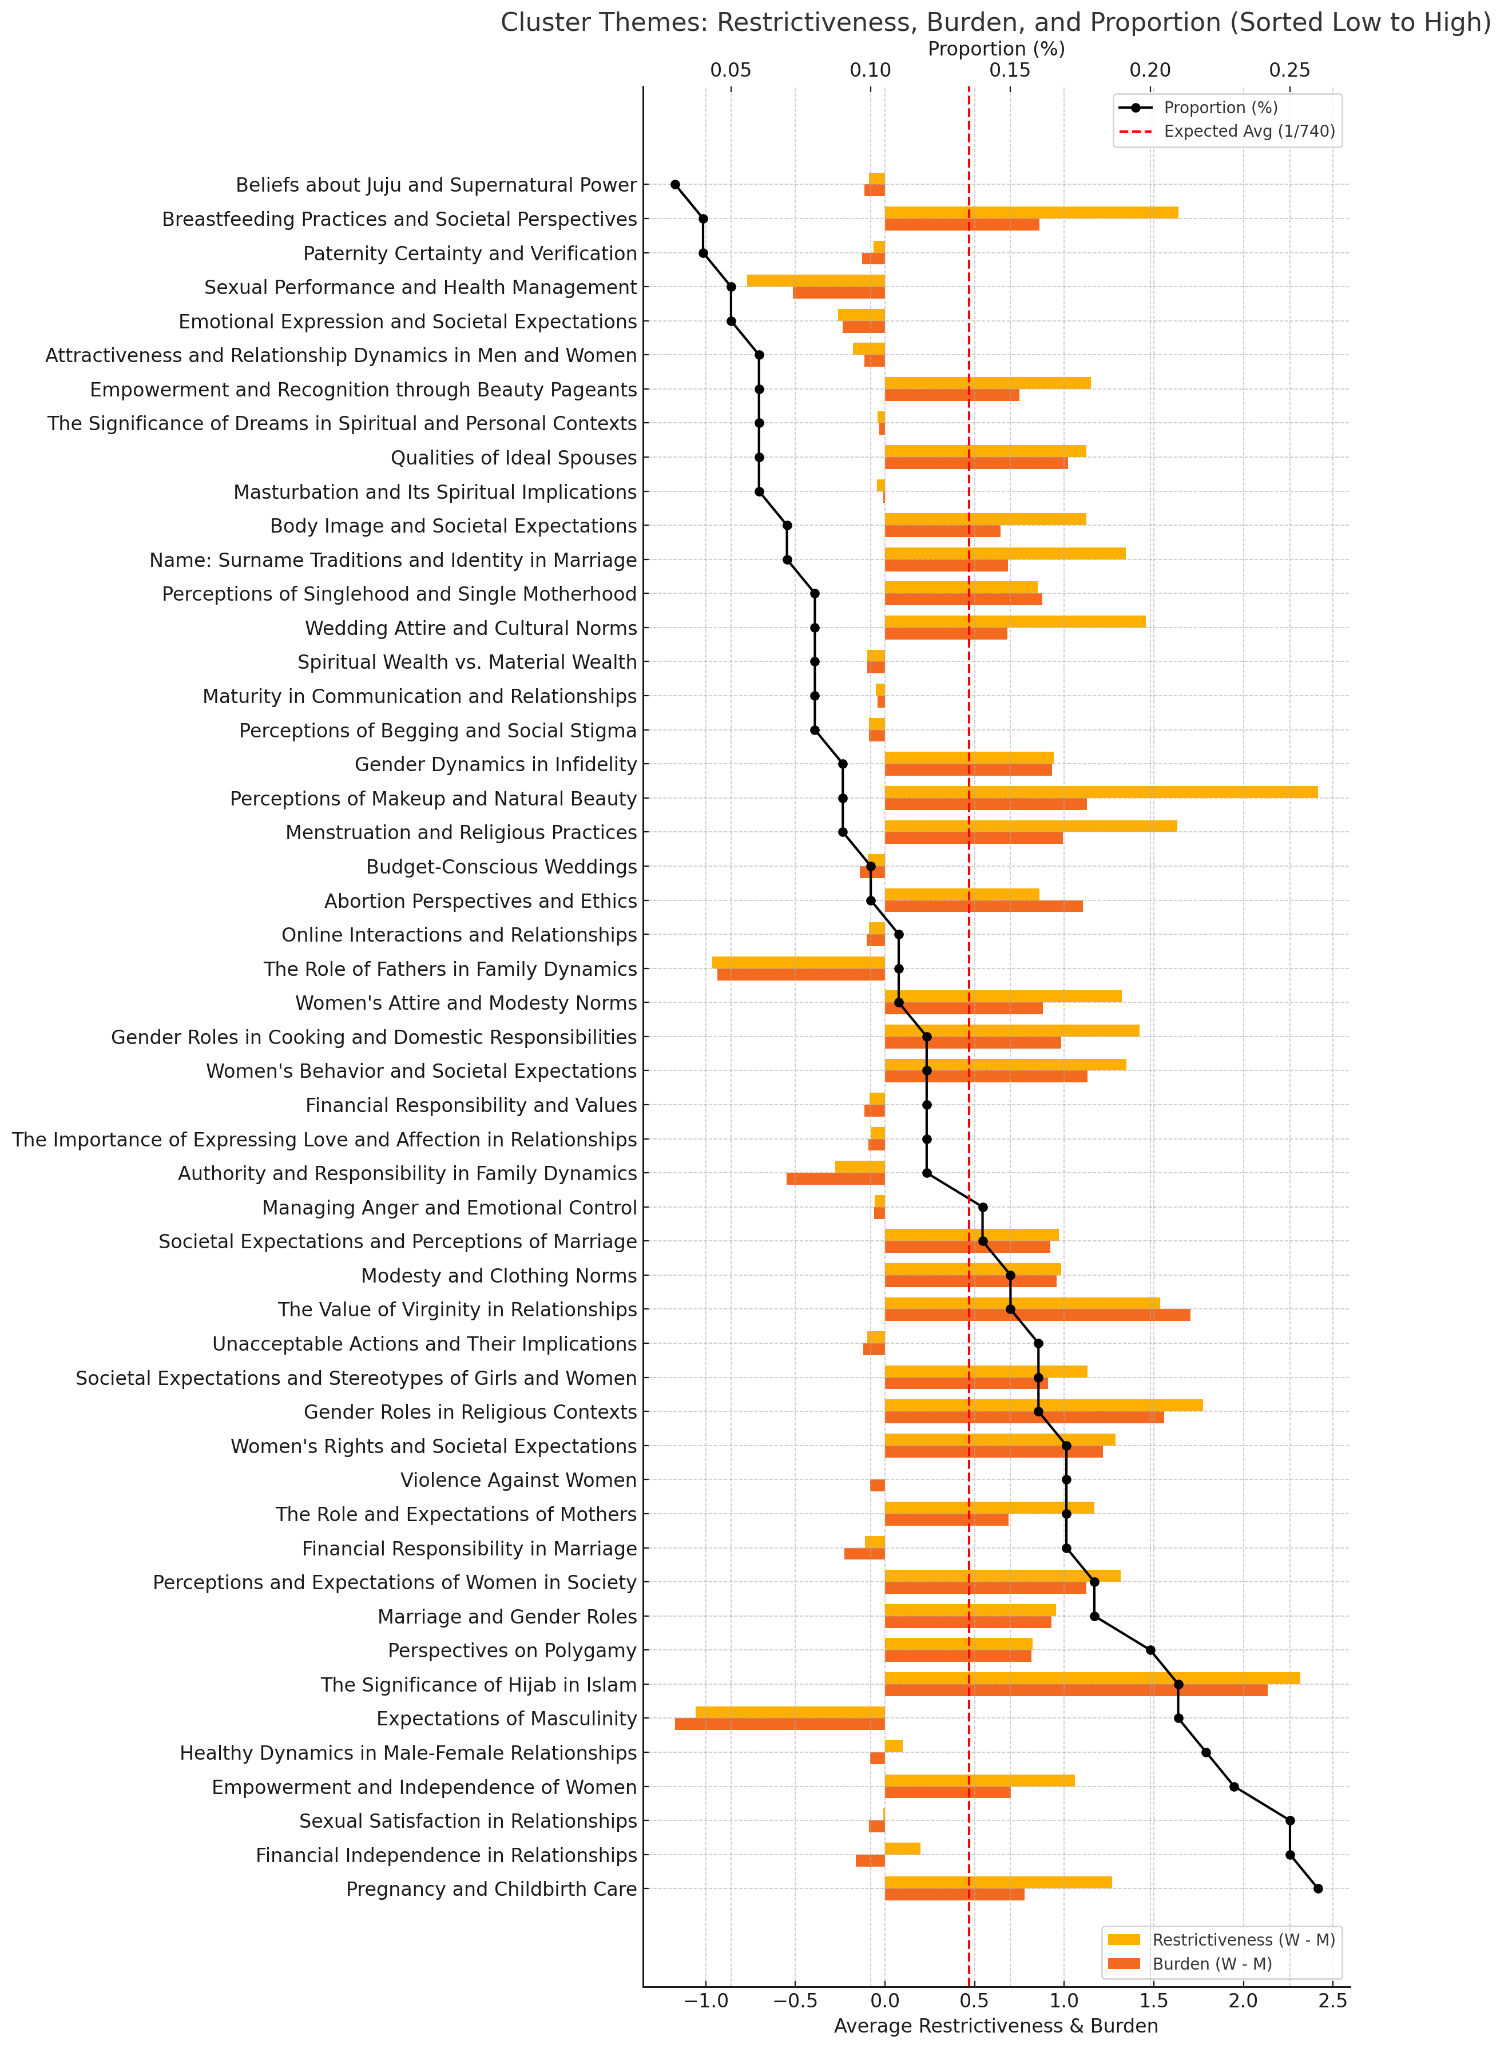 Cluster Themes: Restrictiveness, Burden, and Proportion (Sorted Low to High)
Proportion (%)
0.05 0.10 0.15 0.20 0.25
Proportion (%)
Expected Avg (1/740)
Beliefs about Juju and Supernatural Power
Breastfeeding Practices and Societal Perspectives
Paternity Certainty and Verification
Sexual Performance and Health Management
Emotional Expression and Societal Expectations
Attractiveness and Relationship Dynamics in Men and Women
Empowerment and Recognition through Beauty Pageants
The Significance of Dreams in Spiritual and Personal Contexts
Qualities of Ideal Spouses
Masturbation and Its Spiritual Implications
Body Image and Societal Expectations
Name: Surname Traditions and Identity in Marriage
Perceptions of Singlehood and Single Motherhood
Wedding Attire and Cultural Norms
Spiritual Wealth vs. Material Wealth
Maturity in Communication and Relationships
Perceptions of Begging and Social Stigma
Gender Dynamics in Infidelity
Perceptions of Makeup and Natural Beauty
Menstruation and Religious Practices
Budget-Conscious Weddings
Abortion Perspectives and Ethics
Online Interactions and Relationships
The Role of Fathers in Family Dynamics
Women's Attire and Modesty Norms
Gender Roles in Cooking and Domestic Responsibilities
Women's Behavior and Societal Expectations
Financial Responsibility and Values
The Importance of Expressing Love and Affection in Relationships
Authority and Responsibility in Family Dynamics
Managing Anger and Emotional Control
Societal Expectations and Perceptions of Marriage
Modesty and Clothing Norms
The Value of Virginity in Relationships
Unacceptable Actions and Their Implications
Societal Expectations and Stereotypes of Girls and Women
Gender Roles in Religious Contexts
Women's Rights and Societal Expectations
Violence Against Women
The Role and Expectations of Mothers
Financial Responsibility in Marriage
Perceptions and Expectations of Women in Society
Marriage and Gender Roles
Perspectives on Polygamy
The Significance of Hijab in Islam
Expectations of Masculinity
Healthy Dynamics in Male-Female Relationships
Empowerment and Independence of Women
Sexual Satisfaction in Relationships
Financial Independence in Relationships
Pregnancy and Childbirth Care
Restrictiveness (W - M)
Burden (W - M)
−1.0 −0.5 0.0 0.5 1.0 1.5 2.0 2.5
Average Restrictiveness & Burden